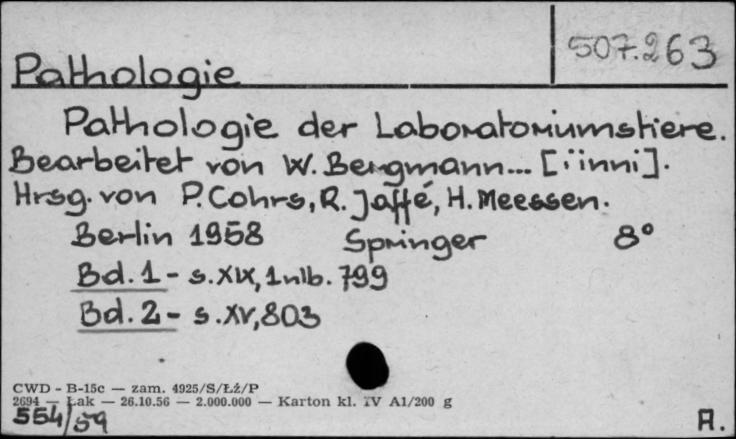 507.263
Pathologie
Pathologie der Laboratoriumstiere.
Bearbeitet von W. Bergmann... [i inni].
Hrsg. von P. Cohrs, R. Jaffé, H. Meessen.
Berlin 1958 Springer 8°
Bd. 1 - s. XIX, 1 nlb. 799
Bd. 2 - s. XV, 803
CWD - B-15c — zam. 4925/S/Łż/P
2694 — Łak — 26.10.56 — 2.000.000 — Karton kl. IV A1/200 g
554/59
A.